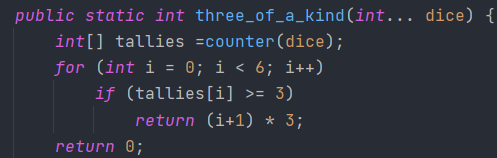 public static int three_of_a_kind(int... dice) {
    int[] tallies =counter(dice);
    for (int i = 0; i < 6; i++)
        if (tallies[i] >= 3)
            return (i+1) * 3;
    return 0;